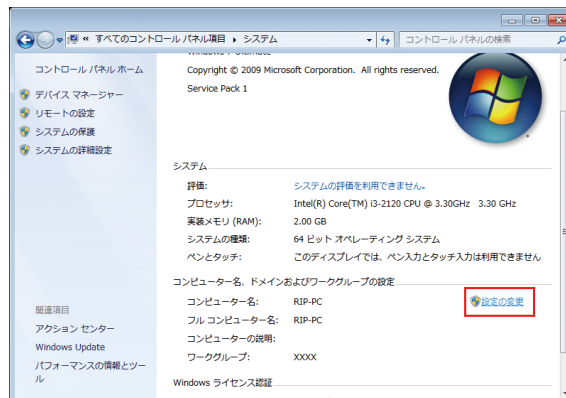 « すべてのコントロール パネル項目 ▸ システム
コントロール パネルの検索
コントロール パネル ホーム
デバイス マネージャー
リモートの設定
システムの保護
システムの詳細設定
関連項目
アクション センター
Windows Update
パフォーマンスの情報とツー
ル
Windows 7 Ultimate
Copyright © 2009 Microsoft Corporation. All rights reserved.
Service Pack 1
システム
評価: システムの評価を利用できません。
プロセッサ: Intel(R) Core(TM) i3-2120 CPU @ 3.30GHz 3.30 GHz
実装メモリ (RAM): 2.00 GB
システムの種類: 64 ビット オペレーティング システム
ペンとタッチ: このディスプレイでは、ペン入力とタッチ入力は利用できません
コンピューター名、ドメインおよびワークグループの設定
コンピューター名: RIP-PC 設定の変更
フル コンピューター名: RIP-PC
コンピューターの説明:
ワークグループ: XXXX
Windows ライセンス認証